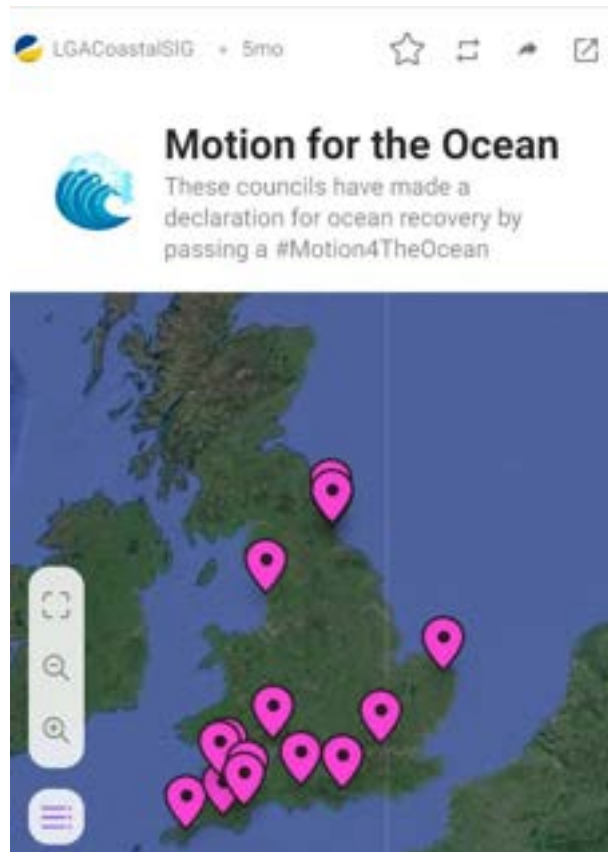 LGACoastalSIG • 5mo
Motion for the Ocean
These councils have made a
declaration for ocean recovery by
passing a #Motion4TheOcean